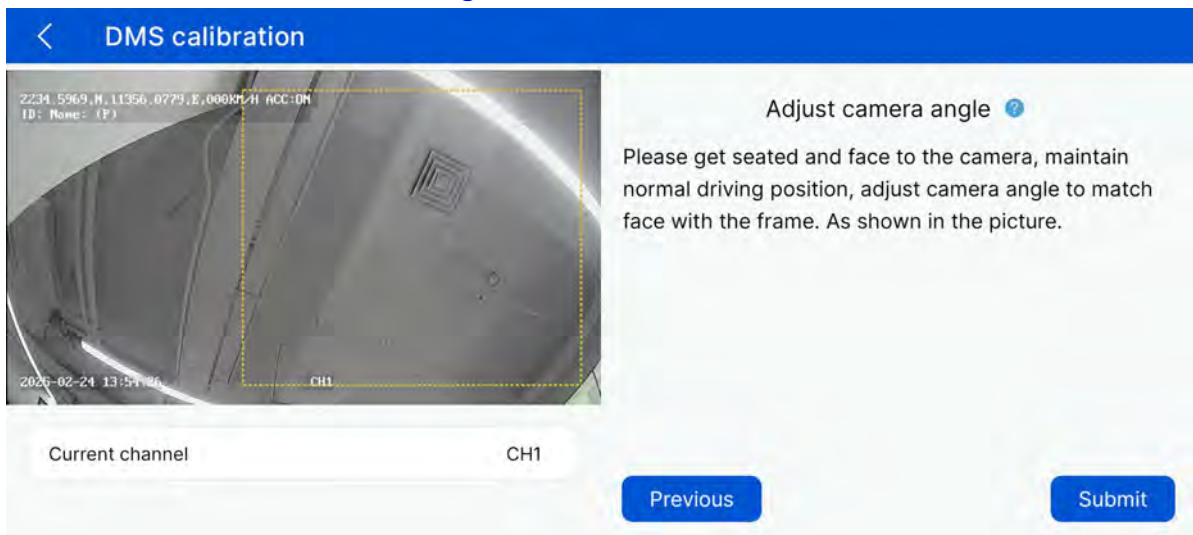 DMS calibration
2234.5969,N,11356.0779,E,000KM/H ACC:ON
ID: Name: (P)
2025-02-24 13:54:26
CH1
Current channel
CH1
Adjust camera angle ?
Please get seated and face to the camera, maintain
normal driving position, adjust camera angle to match
face with the frame. As shown in the picture.
Previous
Submit